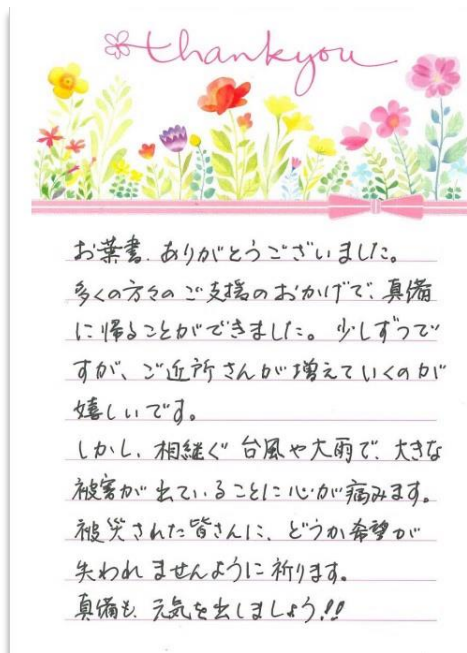 thankyou
お葉書、ありがとうございました。
多くの方々のご支援のおかげで、真備
に帰ることができました。少しずつで
すが、ご近所さんが増えていくのが
嬉しいです。
しかし、相継ぐ台風や大雨で、大きな
被害が出ていることに心が痛みます。
被災された皆さんに、どうか希望が
失われませんように祈ります。
真備も、元気を出しましょう!!